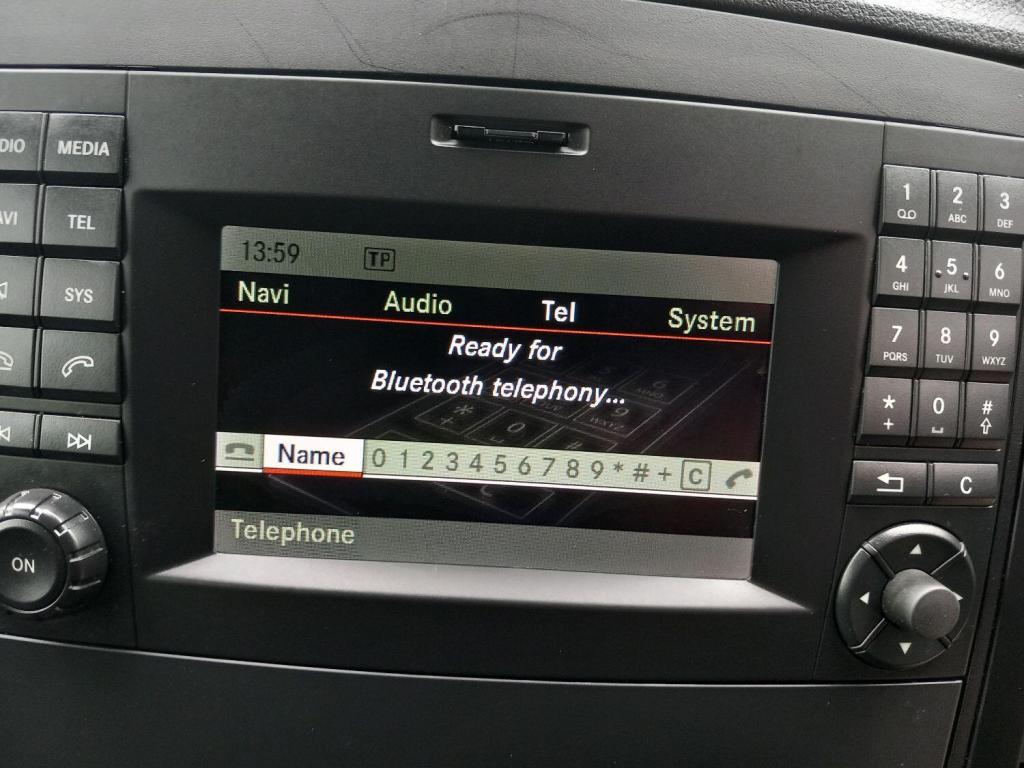 DIO MEDIA
AVI TEL
SYS
ON
13:59 TP
Navi Audio Tel System
Ready for
Bluetooth telephony...
Name 0 1 2 3 4 5 6 7 8 9 * # + C
Telephone
1 2 ABC 3 DEF
4 GHI 5 JKL 6 MNO
7 PQRS 8 TUV 9 WXYZ
* + 0 #
C